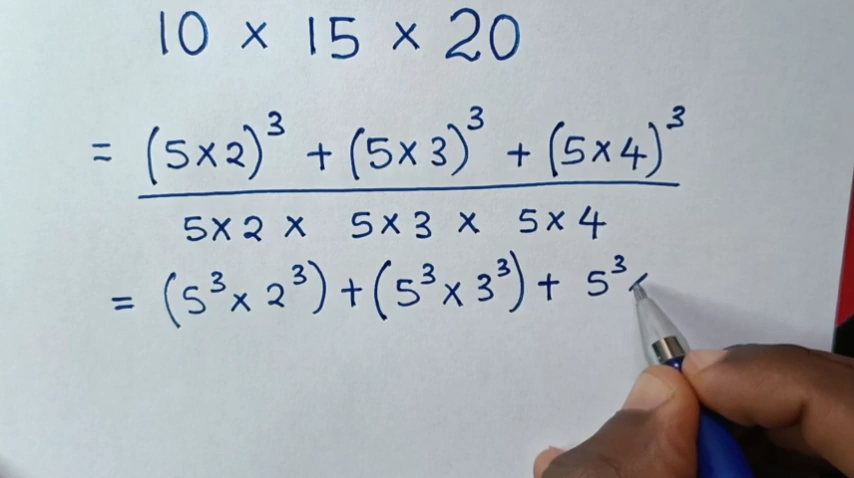 10 × 15 × 20
= (5×2)³ + (5×3)³ + (5×4)³
5×2 × 5×3 × 5×4
= (5³×2³) + (5³×3³) + 5³